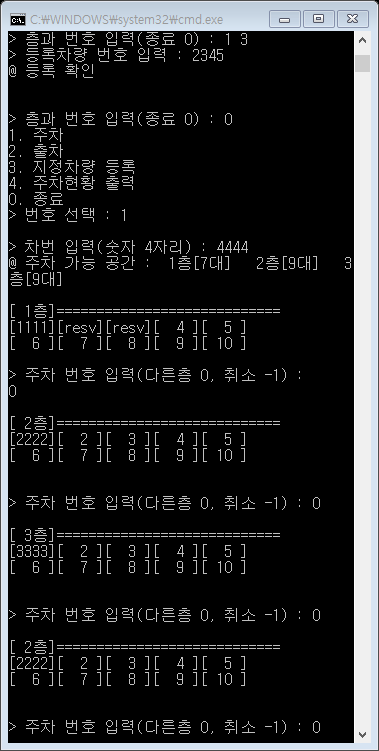 C:₩WINDOWS₩system32₩cmd.exe
> 층과 번호 입력(종료 0) : 1 3
> 등록차량 번호 입력 : 2345
@ 등록 확인
> 층과 번호 입력(종료 0) : 0
1. 주차
2. 출차
3. 지정차량 등록
4. 주차현황 출력
0. 종료
> 번호 선택 : 1
> 차번 입력(숫자 4자리) : 4444
@ 주차 가능 공간 :  1층[7대]   2층[9대]   3
층[9대]
[ 1층]============================
[1111][resv][resv][  4 ][  5 ]
[  6 ][  7 ][  8 ][  9 ][ 10 ]
> 주차 번호 입력(다른층 0, 취소 -1) :
0
[ 2층]============================
[2222][  2 ][  3 ][  4 ][  5 ]
[  6 ][  7 ][  8 ][  9 ][ 10 ]
> 주차 번호 입력(다른층 0, 취소 -1) : 0
[ 3층]============================
[3333][  2 ][  3 ][  4 ][  5 ]
[  6 ][  7 ][  8 ][  9 ][ 10 ]
> 주차 번호 입력(다른층 0, 취소 -1) : 0
[ 2층]============================
[2222][  2 ][  3 ][  4 ][  5 ]
[  6 ][  7 ][  8 ][  9 ][ 10 ]
> 주차 번호 입력(다른층 0, 취소 -1) : 0